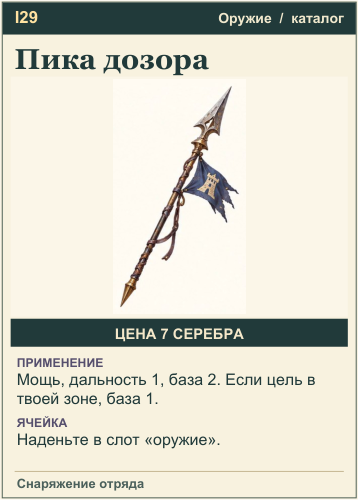 I29
Оружие / каталог
Пика дозора
ЦЕНА 7 СЕРЕБРА
ПРИМЕНЕНИЕ
Мощь, дальность 1, база 2. Если цель в
твоей зоне, база 1.
ЯЧЕЙКА
Наденьте в слот «оружие».
Снаряжение отряда